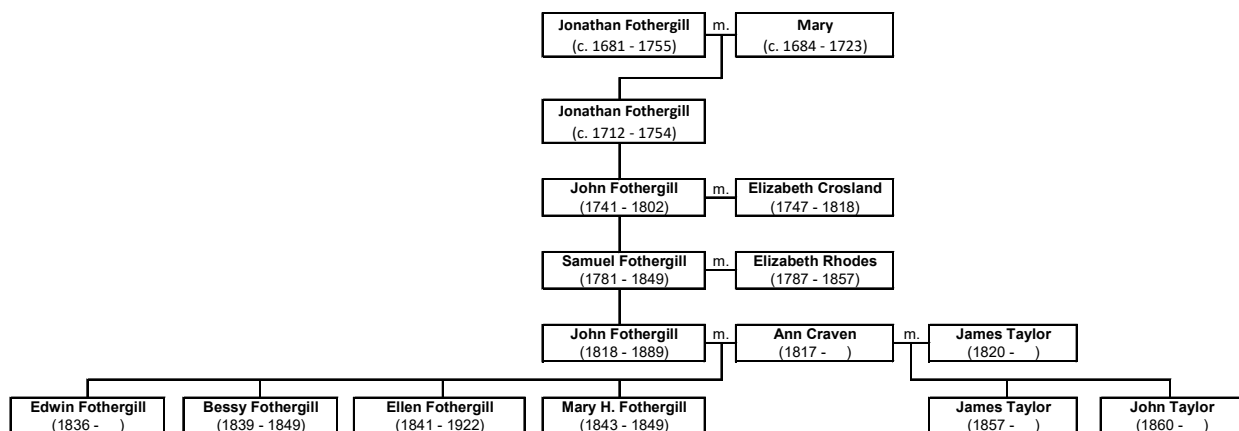 Jonathan Fothergill m. Mary
(c. 1681 - 1755) (c. 1684 - 1723)
Jonathan Fothergill
(c. 1712 - 1754)
John Fothergill m. Elizabeth Crosland
(1741 - 1802) (1747 - 1818)
Samuel Fothergill m. Elizabeth Rhodes
(1781 - 1849) (1787 - 1857)
John Fothergill m. Ann Craven m. James Taylor
(1818 - 1889) (1817 - ) (1820 - )
Edwin Fothergill Bessy Fothergill Ellen Fothergill Mary H. Fothergill James Taylor John Taylor
(1836 - ) (1839 - 1849) (1841 - 1922) (1843 - 1849) (1857 - ) (1860 - )